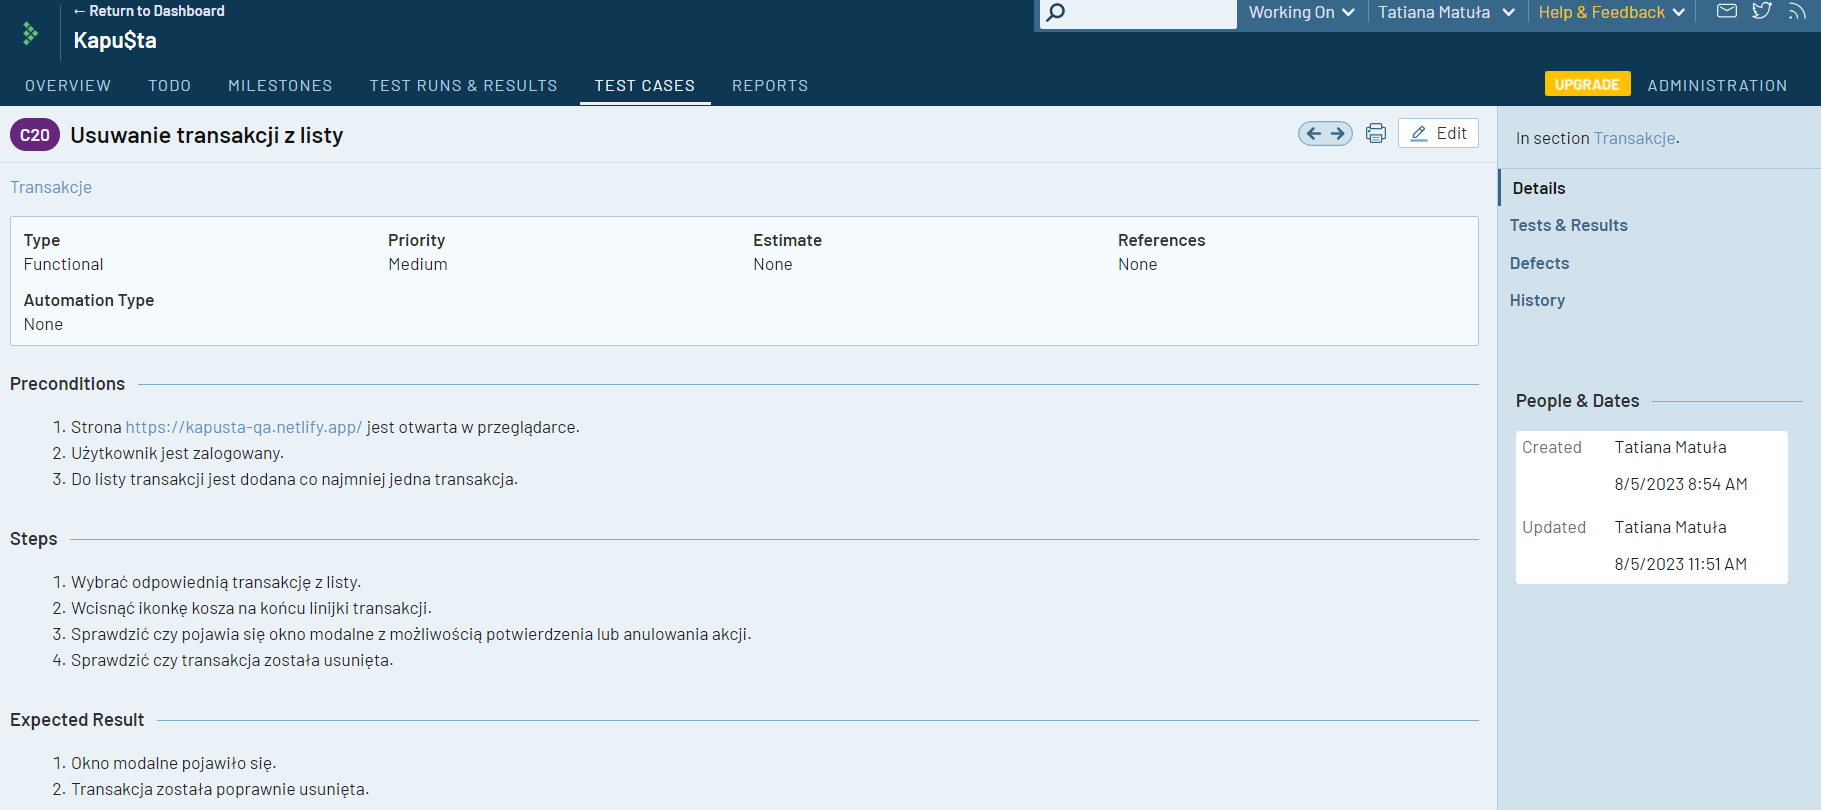 ← Return to Dashboard
Kapu$ta
Working On
Tatiana Matuła
Help & Feedback
OVERVIEW TODO MILESTONES TEST RUNS & RESULTS TEST CASES REPORTS
UPGRADE ADMINISTRATION
C20 Usuwanie transakcji z listy
Edit
Transakcje
Type Priority Estimate References
Functional Medium None None
Automation Type
None
Preconditions
1. Strona https://kapusta-qa.netlify.app/ jest otwarta w przeglądarce.
2. Użytkownik jest zalogowany.
3. Do listy transakcji jest dodana co najmniej jedna transakcja.
Steps
1. Wybrać odpowiednią transakcję z listy.
2. Wcisnąć ikonkę kosza na końcu linijki transakcji.
3. Sprawdzić czy pojawia się okno modalne z możliwością potwierdzenia lub anulowania akcji.
4. Sprawdzić czy transakcja została usunięta.
Expected Result
1. Okno modalne pojawiło się.
2. Transakcja została poprawnie usunięta.
In section Transakcje.
Details
Tests & Results
Defects
History
People & Dates
Created Tatiana Matuła
8/5/2023 8:54 AM
Updated Tatiana Matuła
8/5/2023 11:51 AM